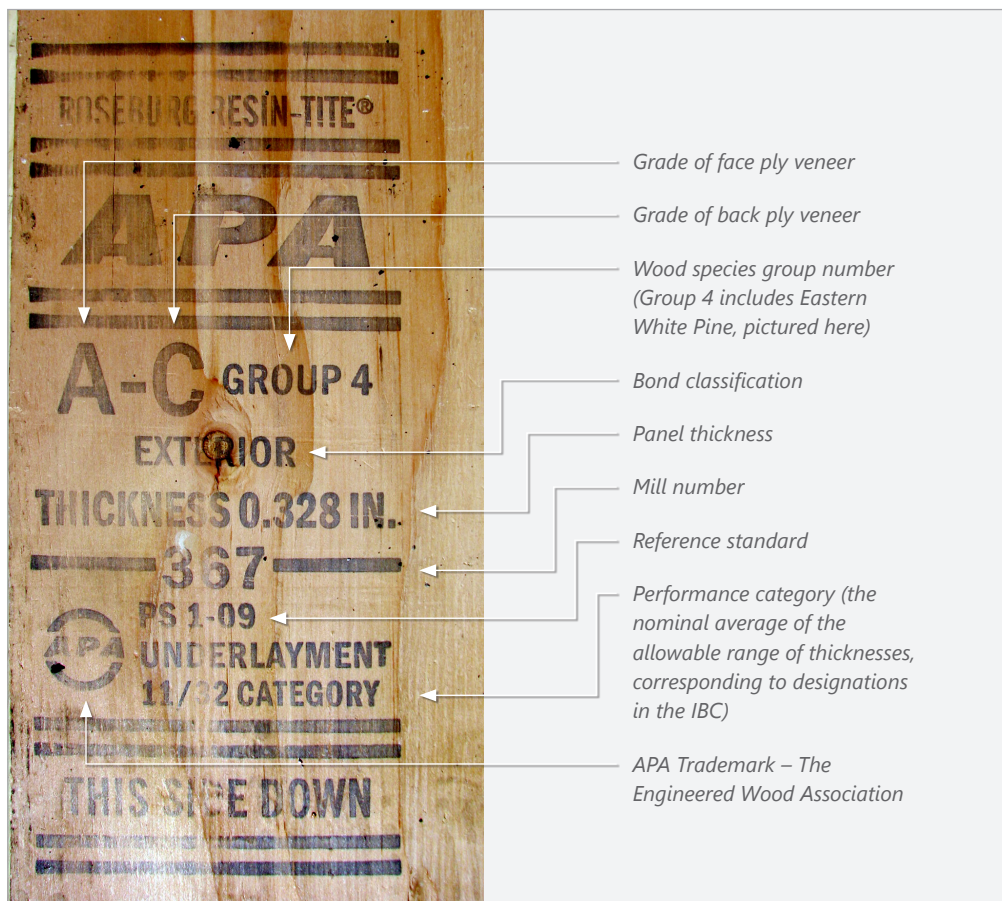 ROSEBURG RESIN-TITE®
APA
A-C GROUP 4
EXTERIOR
THICKNESS 0.328 IN.
367
PS 1-09
APA
UNDERLAYMENT
11/32 CATEGORY
THIS SIDE DOWN
Grade of face ply veneer
Grade of back ply veneer
Wood species group number
(Group 4 includes Eastern
White Pine, pictured here)
Bond classification
Panel thickness
Mill number
Reference standard
Performance category (the
nominal average of the
allowable range of thicknesses,
corresponding to designations
in the IBC)
APA Trademark – The
Engineered Wood Association